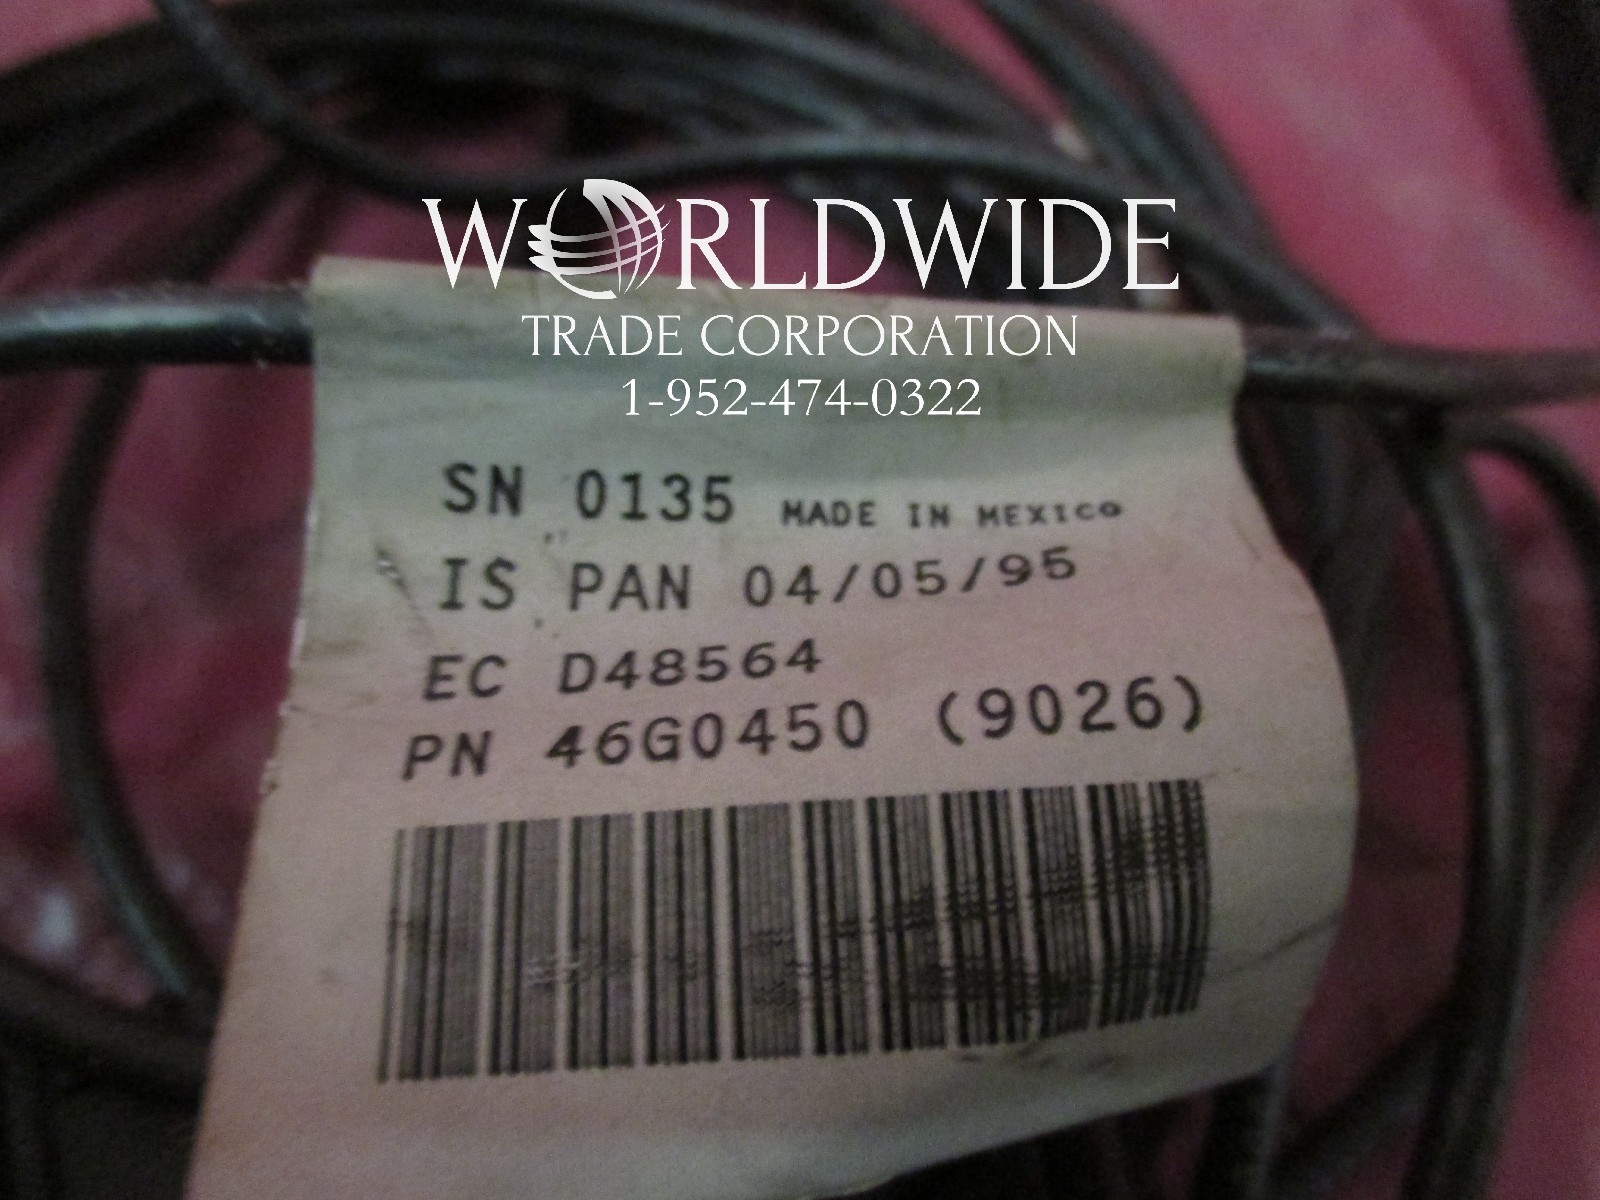 WORLDWIDE
TRADE CORPORATION
1-952-474-0322
SN 0135 MADE IN MEXICO
IS PAN 04/05/95
EC D48564
PN 46G0450 (9026)